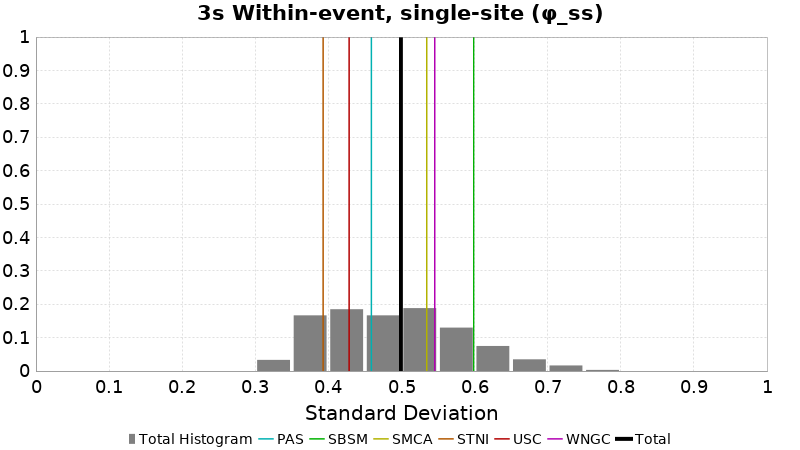 3s Within-event, single-site (φ_ss)
1
0.9
0.8
0.7
0.6
0.5
0.4
0.3
0.2
0.1
0
0 0.1 0.2 0.3 0.4 0.5 0.6 0.7 0.8 0.9 1
Standard Deviation
Total Histogram PAS SBSM SMCA STNI USC WNGC Total